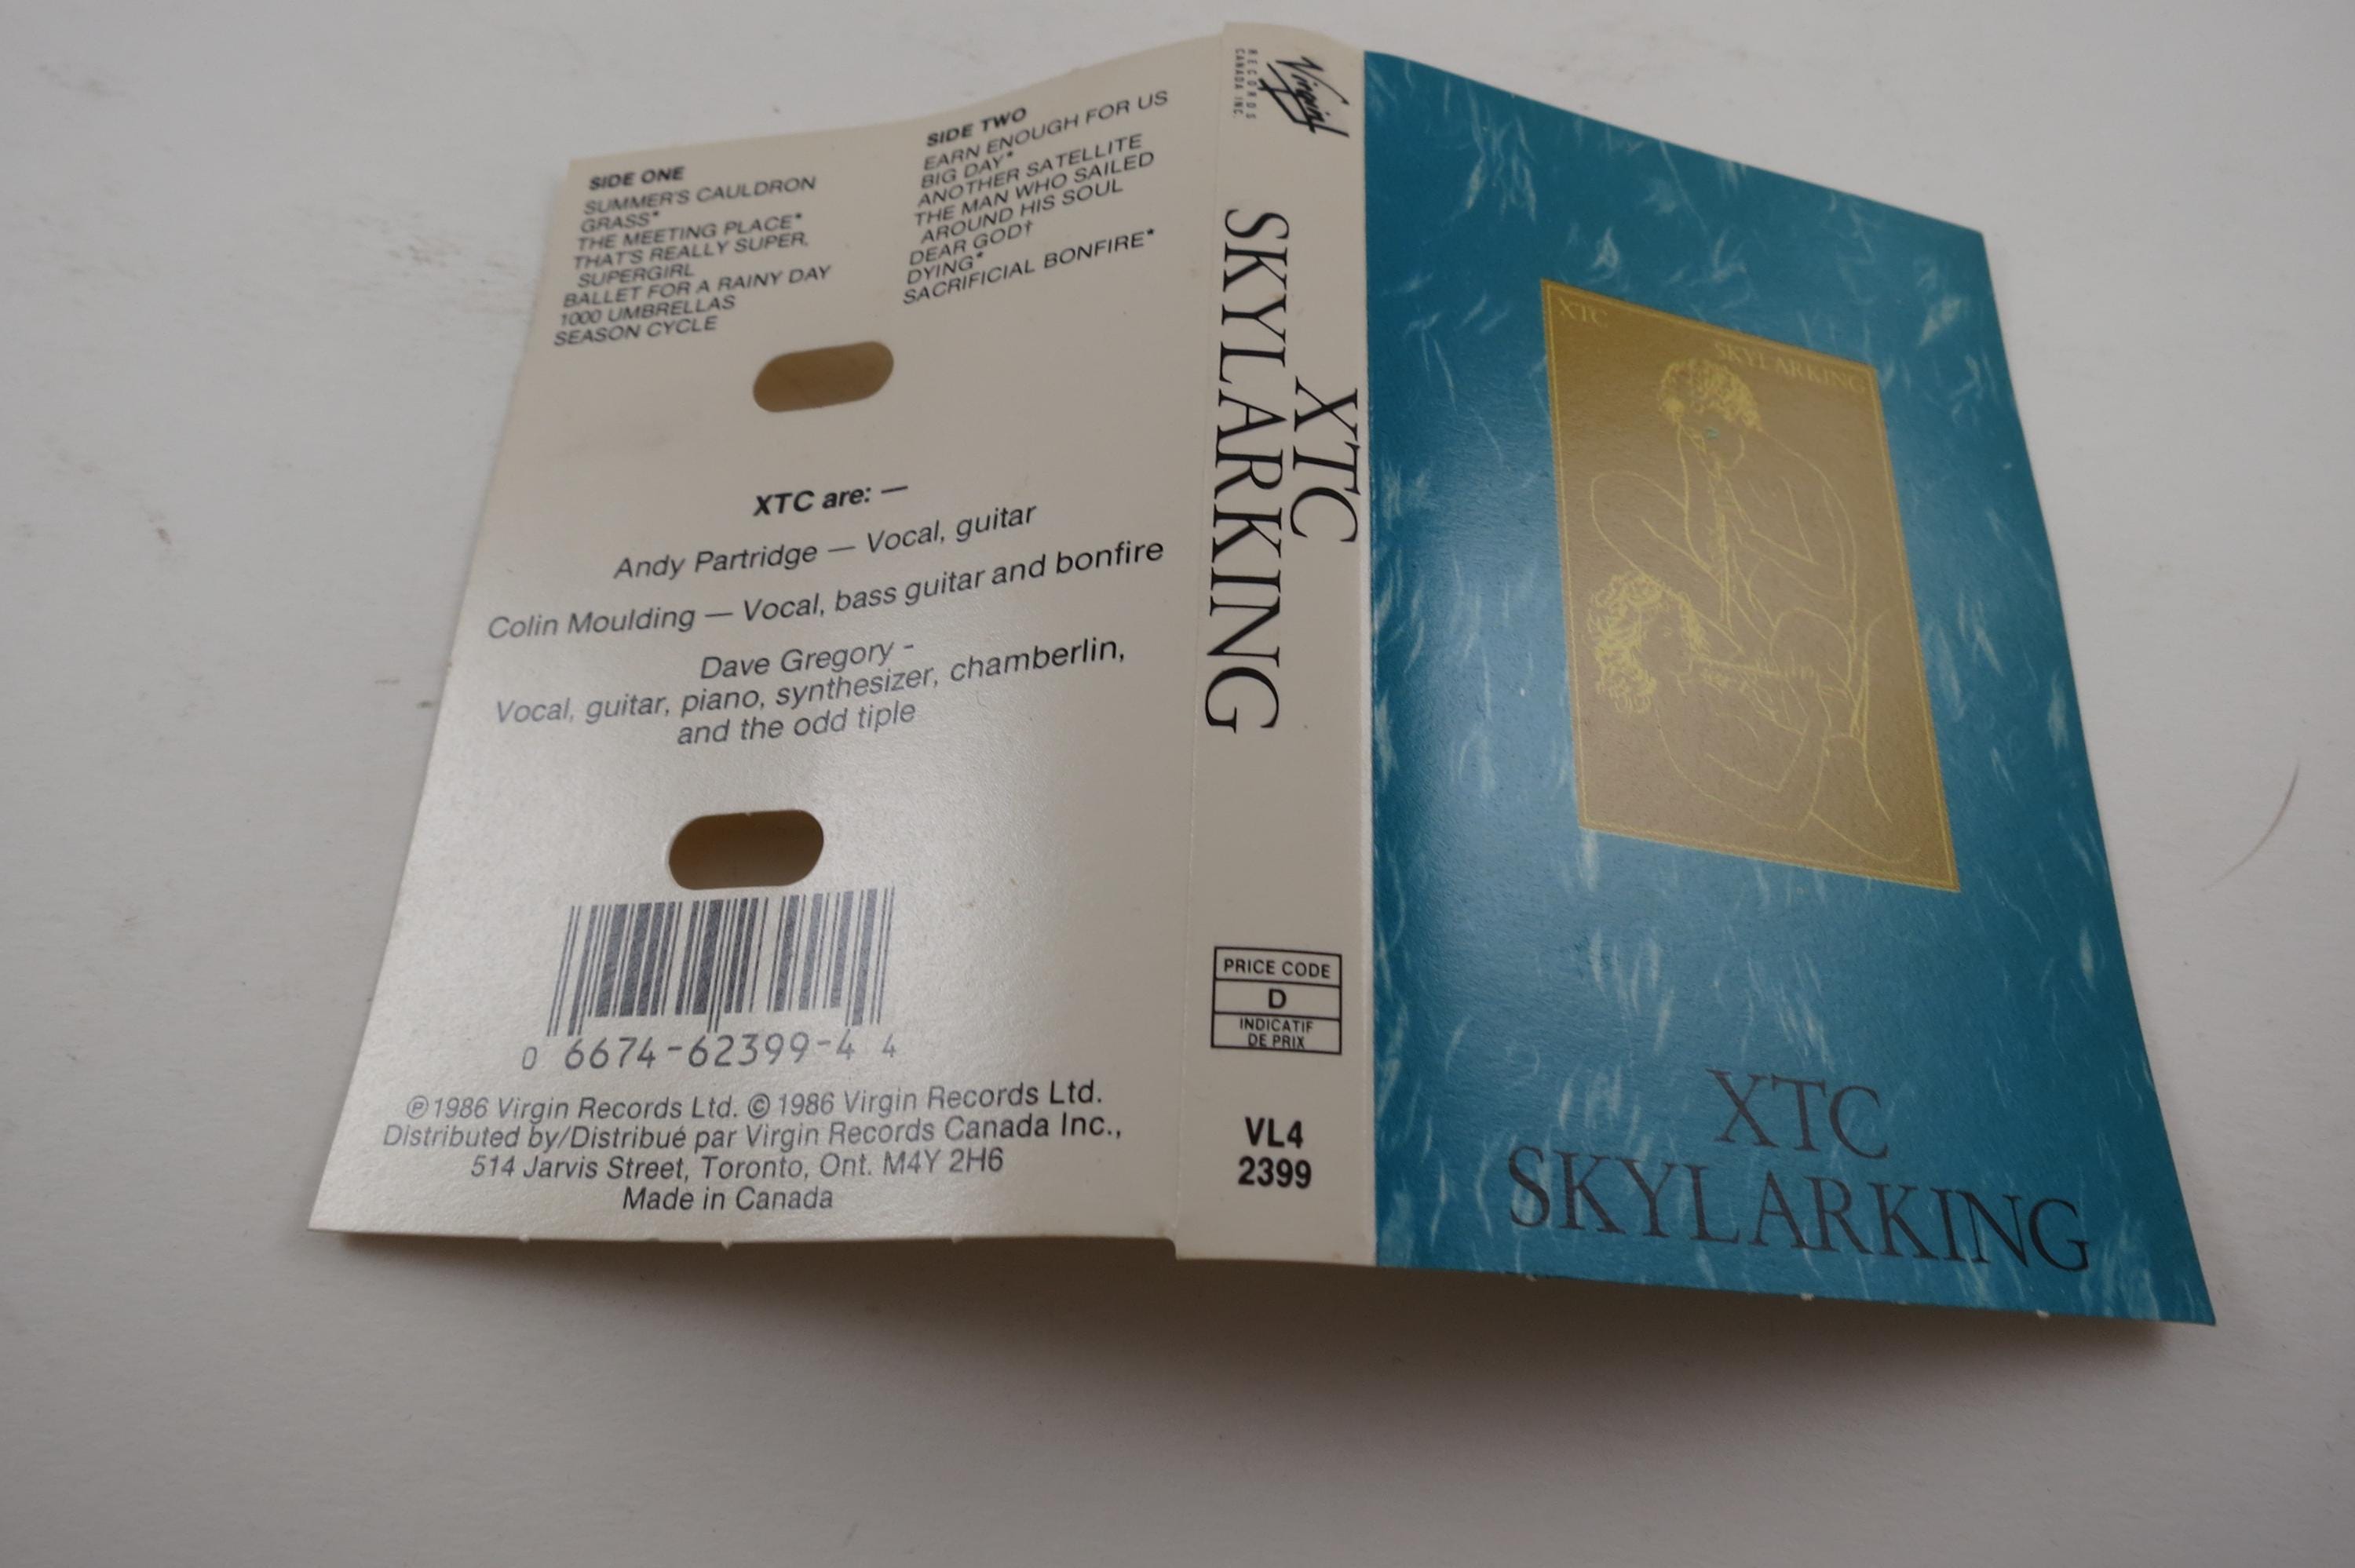 SIDE ONE
SUMMER'S CAULDRON
GRASS*
THE MEETING PLACE*
THAT'S REALLY SUPER,
SUPERGIRL
BALLET FOR A RAINY DAY
1000 UMBRELLAS
SEASON CYCLE
SIDE TWO
EARN ENOUGH FOR US
BIG DAY*
ANOTHER SATELLITE
THE MAN WHO SAILED
AROUND HIS SOUL
DEAR GOD†
DYING*
SACRIFICIAL BONFIRE*
XTC are: —
Andy Partridge — Vocal, guitar
Colin Moulding — Vocal, bass guitar and bonfire
Dave Gregory -
Vocal, guitar, piano, synthesizer, chamberlin,
and the odd tiple
0 6674-62399-4 4
℗1986 Virgin Records Ltd. ©1986 Virgin Records Ltd.
Distributed by/Distribué par Virgin Records Canada Inc.,
514 Jarvis Street, Toronto, Ont. M4Y 2H6
Made in Canada
Virgin
RECORDS
CANADA INC.
XTC
SKYLARKING
PRICE CODE
D
INDICATIF
DE PRIX
VL4
2399
XTC
SKYLARKING
XTC
SKYLARKING